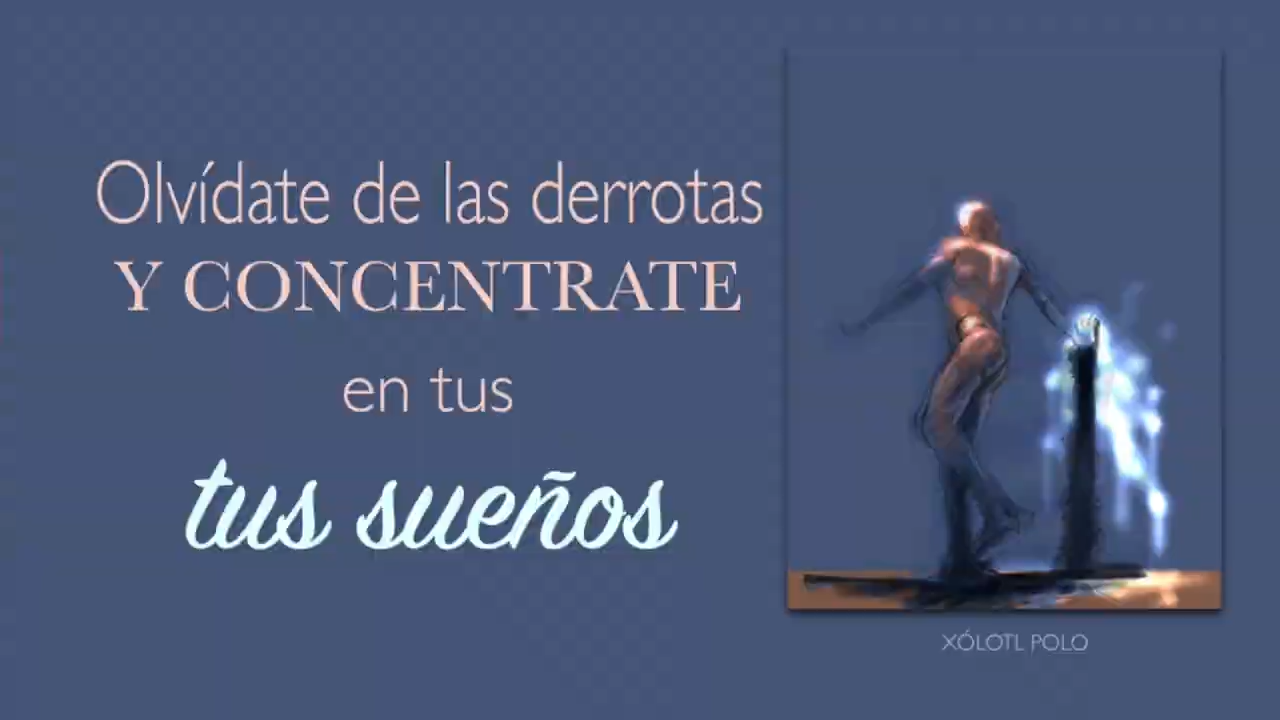 Olvídate de las derrotas
Y CONCENTRATE
en tus
tus sueños
XÓLOTL POLO